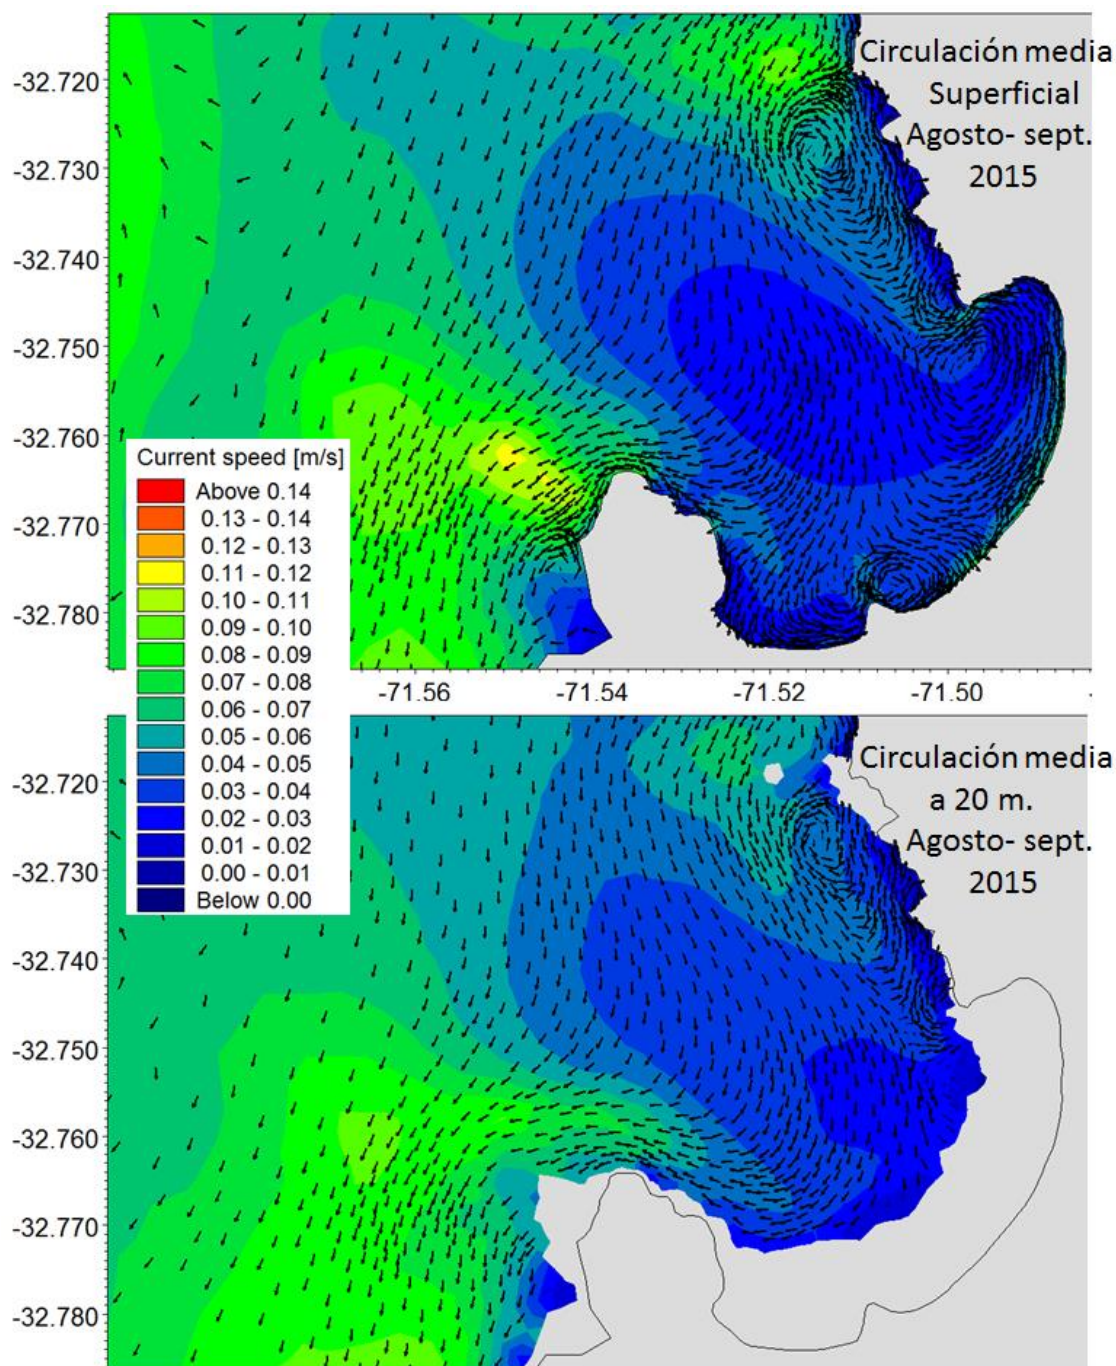 Circulación media
Superficial
Agosto- sept.
2015
-32.720
-32.730
-32.740
-32.750
-32.760
-32.770
-32.780
Current speed [m/s]
Above 0.14
0.13 - 0.14
0.12 - 0.13
0.11 - 0.12
0.10 - 0.11
0.09 - 0.10
0.08 - 0.09
0.07 - 0.08
0.06 - 0.07
0.05 - 0.06
0.04 - 0.05
0.03 - 0.04
0.02 - 0.03
0.01 - 0.02
0.00 - 0.01
Below 0.00
-71.56 -71.54 -71.52 -71.50
Circulación media
a 20 m.
Agosto- sept.
2015
-32.720
-32.730
-32.740
-32.750
-32.760
-32.770
-32.780